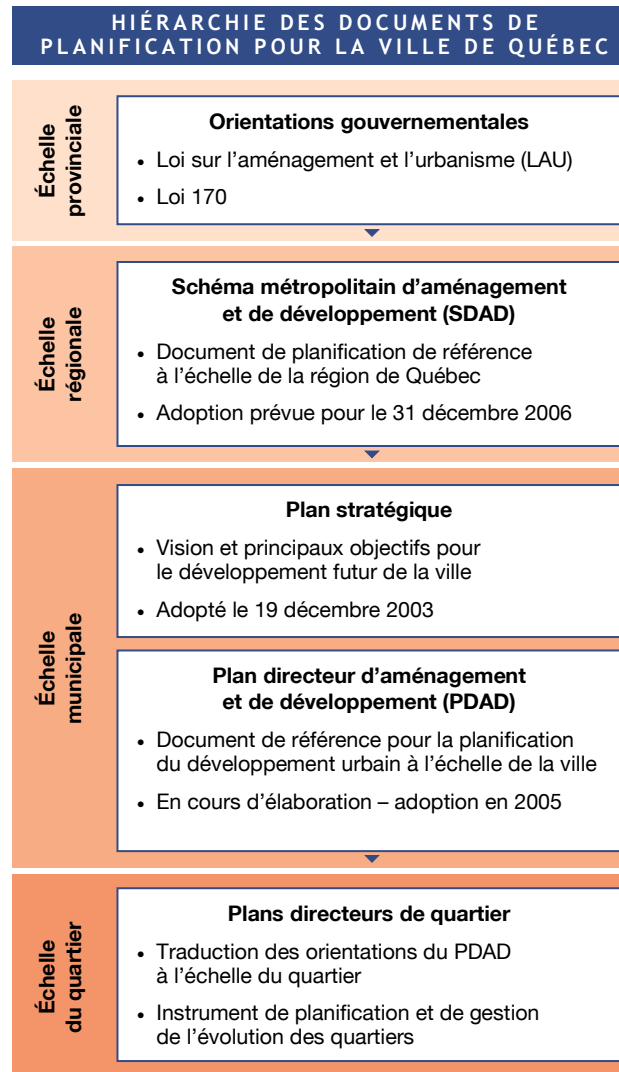 HIÉRARCHIE DES DOCUMENTS DE
PLANIFICATION POUR LA VILLE DE QUÉBEC
Échelle
provinciale
Orientations gouvernementales
• Loi sur l’aménagement et l’urbanisme (LAU)
• Loi 170
Échelle
régionale
Schéma métropolitain d’aménagement
et de développement (SDAD)
• Document de planification de référence
à l’échelle de la région de Québec
• Adoption prévue pour le 31 décembre 2006
Échelle
municipale
Plan stratégique
• Vision et principaux objectifs pour
le développement futur de la ville
• Adopté le 19 décembre 2003
Plan directeur d’aménagement
et de développement (PDAD)
• Document de référence pour la planification
du développement urbain à l’échelle de la ville
• En cours d’élaboration – adoption en 2005
Échelle
du quartier
Plans directeurs de quartier
• Traduction des orientations du PDAD
à l’échelle du quartier
• Instrument de planification et de gestion
de l’évolution des quartiers